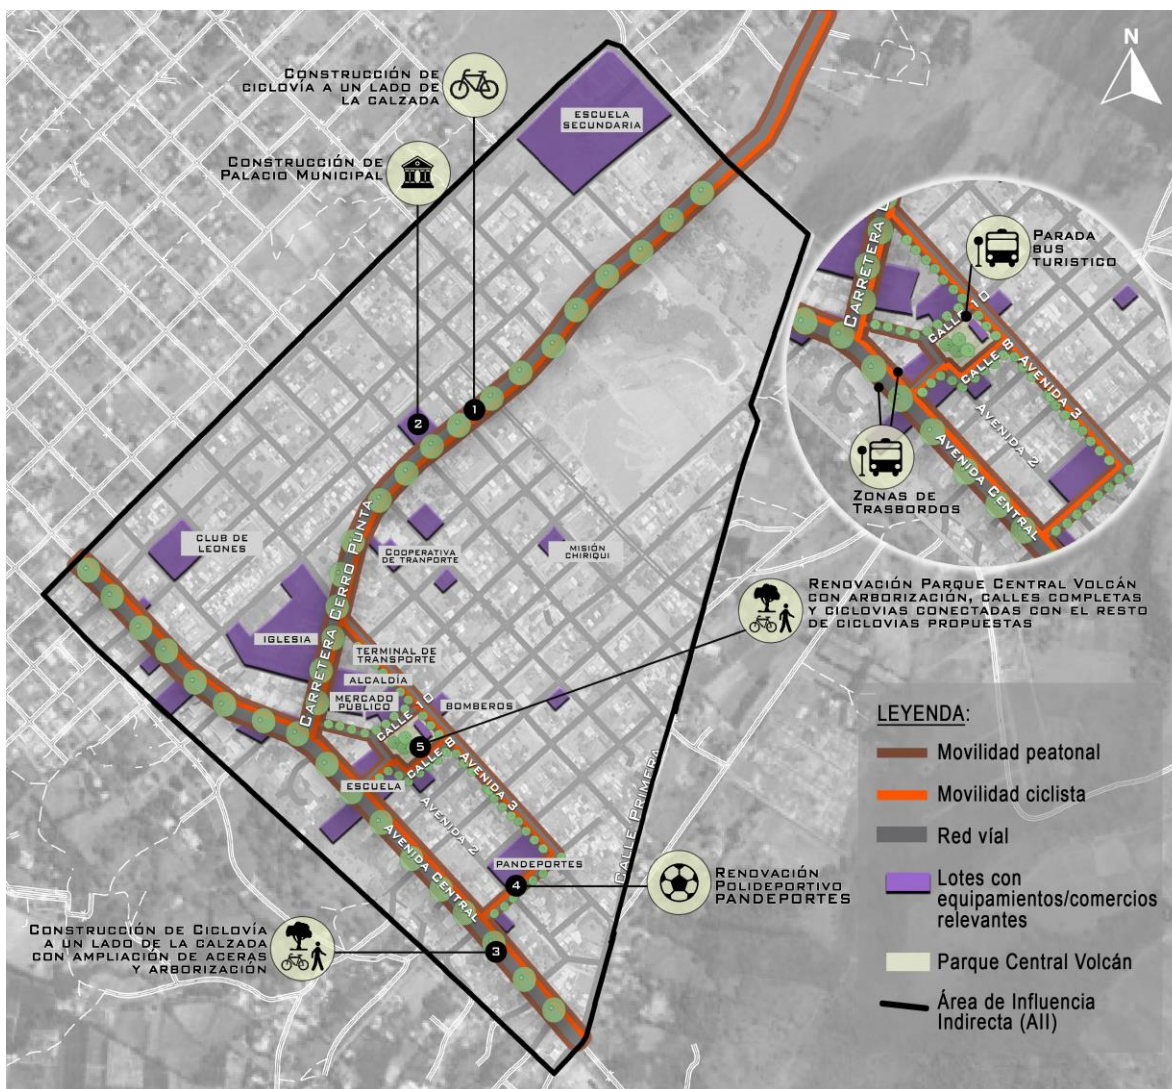 N
CONSTRUCCIÓN DE
CICLOVÍA A UN LADO DE
LA CALZADA
CONSTRUCCIÓN DE
PALACIO MUNICIPAL
ESCUELA
SECUNDARIA
PARADA
BUS
TURISTICO
CARRETERA
CALLE 10
CALLE 8
AVENIDA 3
AVENIDA 2
AVENIDA CENTRAL
ZONAS DE
TRASBORDOS
1
2
CLUB DE
LEONES
COOPERATIVA
DE TRANPORTE
MISIÓN
CHIRIQUI
CARRETERA CERRO PUNTA
IGLESIA
TERMINAL DE
TRANSPORTE
ALCALDÍA
MERCADO
PUBLICO
BOMBEROS
CALLE 10
5
CALLE 8
AVENIDA 3
ESCUELA
AVENIDA 2
AVENIDA CENTRAL
PANDEPORTES
4
3
CALLE PRIMERA
RENOVACIÓN PARQUE CENTRAL VOLCÁN
CON ARBORIZACIÓN, CALLES COMPLETAS
Y CICLOVIAS CONECTADAS CON EL RESTO
DE CICLOVIAS PROPUESTAS
RENOVACIÓN
POLIDEPORTIVO
PANDEPORTES
CONSTRUCCIÓN DE CICLOVÍA
A UN LADO DE LA CALZADA
CON AMPLIACIÓN DE ACERAS
Y ARBORIZACIÓN
LEYENDA:
Movilidad peatonal
Movilidad ciclista
Red víal
Lotes con
equipamientos/comercios
relevantes
Parque Central Volcán
Área de Influencia
Indirecta (AII)